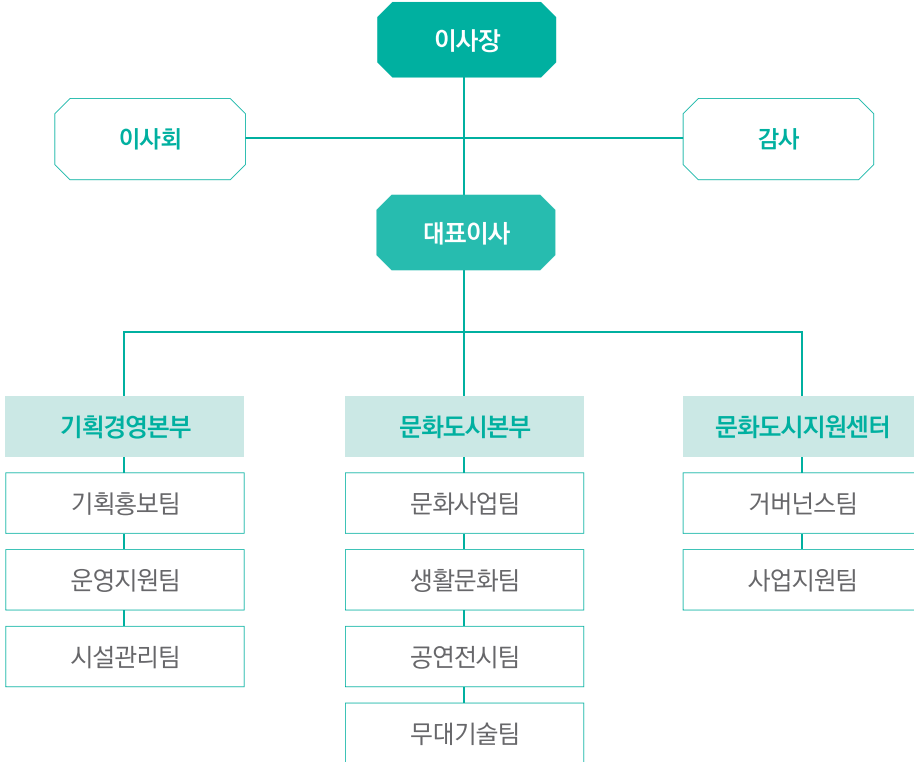 이사장
이사회
감사
대표이사
기획경영본부
기획홍보팀
운영지원팀
시설관리팀
문화도시본부
문화사업팀
생활문화팀
공연전시팀
무대기술팀
문화도시지원센터
거버넌스팀
사업지원팀